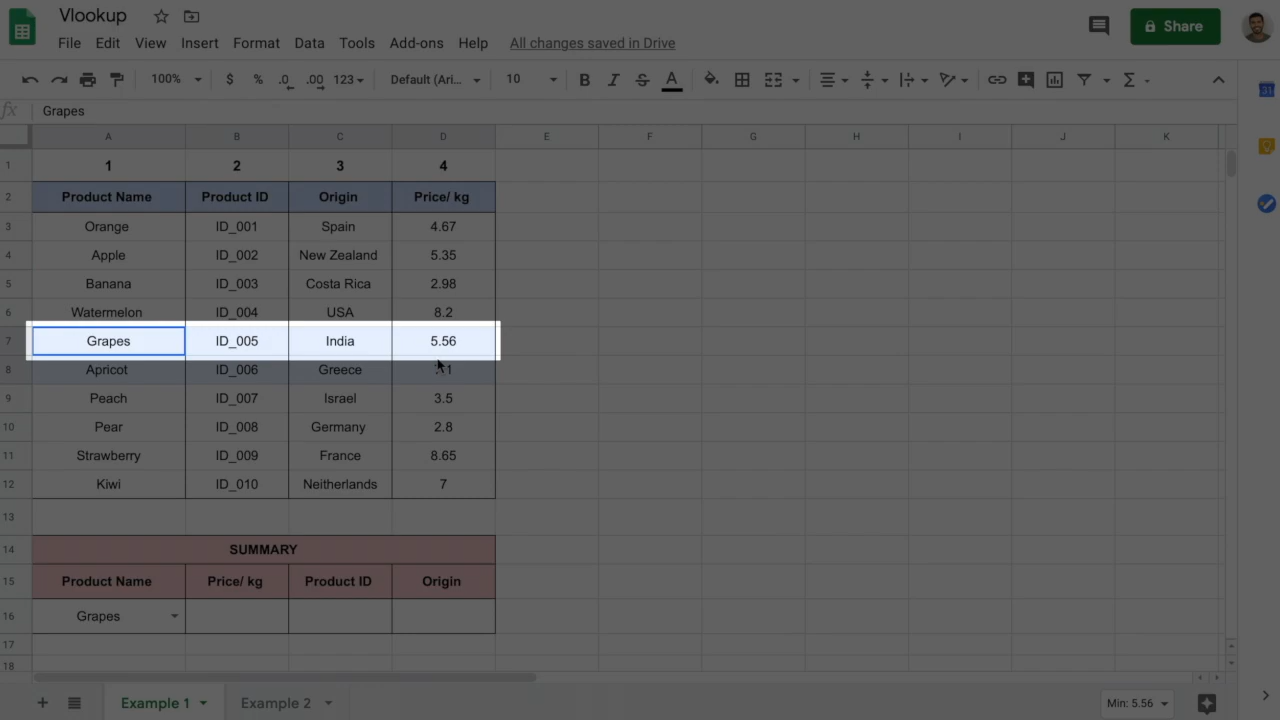 Vlookup
File Edit View Insert Format Data Tools Add-ons Help All changes saved in Drive
Share
100% $ % .0 .00 123 Default (Ari... 10 B I S A
31
fx Grapes
A B C D E F G H I J K
1 1 2 3 4
2 Product Name Product ID Origin Price/ kg
3 Orange ID_001 Spain 4.67
4 Apple ID_002 New Zealand 5.35
5 Banana ID_003 Costa Rica 2.98
6 Watermelon ID_004 USA 8.2
7 Grapes ID_005 India 5.56
8 Apricot ID_006 Greece
9 Peach ID_007 Israel 3.5
10 Pear ID_008 Germany 2.8
11 Strawberry ID_009 France 8.65
12 Kiwi ID_010 Neitherlands 7
13
14 SUMMARY
15 Product Name Price/ kg Product ID Origin
16 Grapes
17
18
+ Example 1 Example 2 Min: 5.56